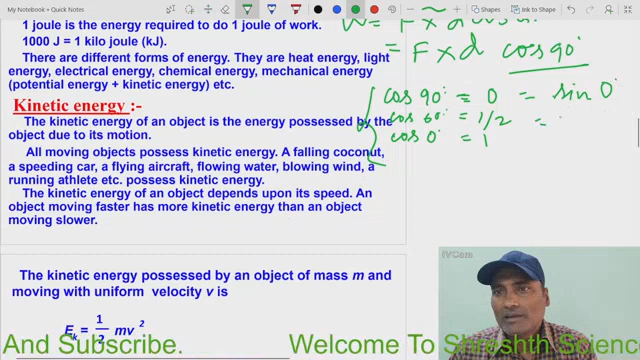 My Notebook » Quick Notes
1 joule is the energy required to do 1 joule of work.
1000 J = 1 kilo joule (kJ).
There are different forms of energy. They are heat energy, light
energy, electrical energy, chemical energy, mechanical energy
(potential energy + kinetic energy) etc.
Kinetic energy :-
The kinetic energy of an object is the energy possessed by the
object due to its motion.
All moving objects possess kinetic energy. A falling coconut,
a speeding car, a flying aircraft, flowing water, blowing wind, a
running athlete etc. possess kinetic energy.
The kinetic energy of an object depends upon its speed. An
object moving faster has more kinetic energy than an object
moving slower.
The kinetic energy possessed by an object of mass m and
moving with uniform velocity v is
Ek = 1/2 mv 2
= F × d cos 90°
cos 90° = 0 = sin 0°
cos 60° = 1/2 =
cos 0° = 1
iVCam
And Subscribe. Welcome To Shreshth Scienc